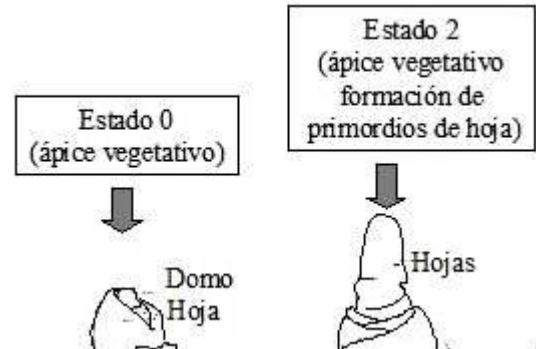 Estado 0
(ápice vegetativo)
Estado 2
(ápice vegetativo
formación de
primordios de hoja)
Domo
Hoja
Hojas